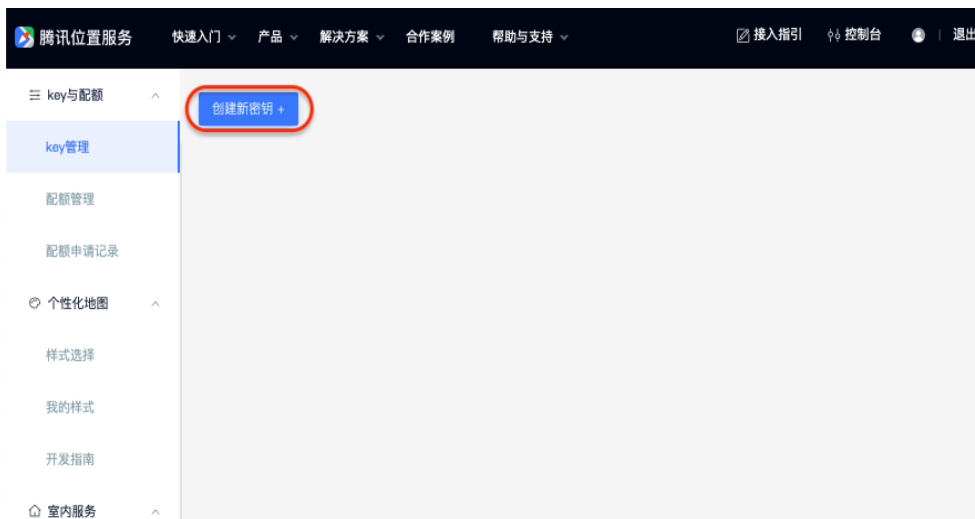 腾讯位置服务 快速入门 产品 解决方案 合作案例 帮助与支持 接入指引 控制台 退出
key与配额
创建新密钥 +
key管理
配额管理
配额申请记录
个性化地图
样式选择
我的样式
开发指南
室内服务